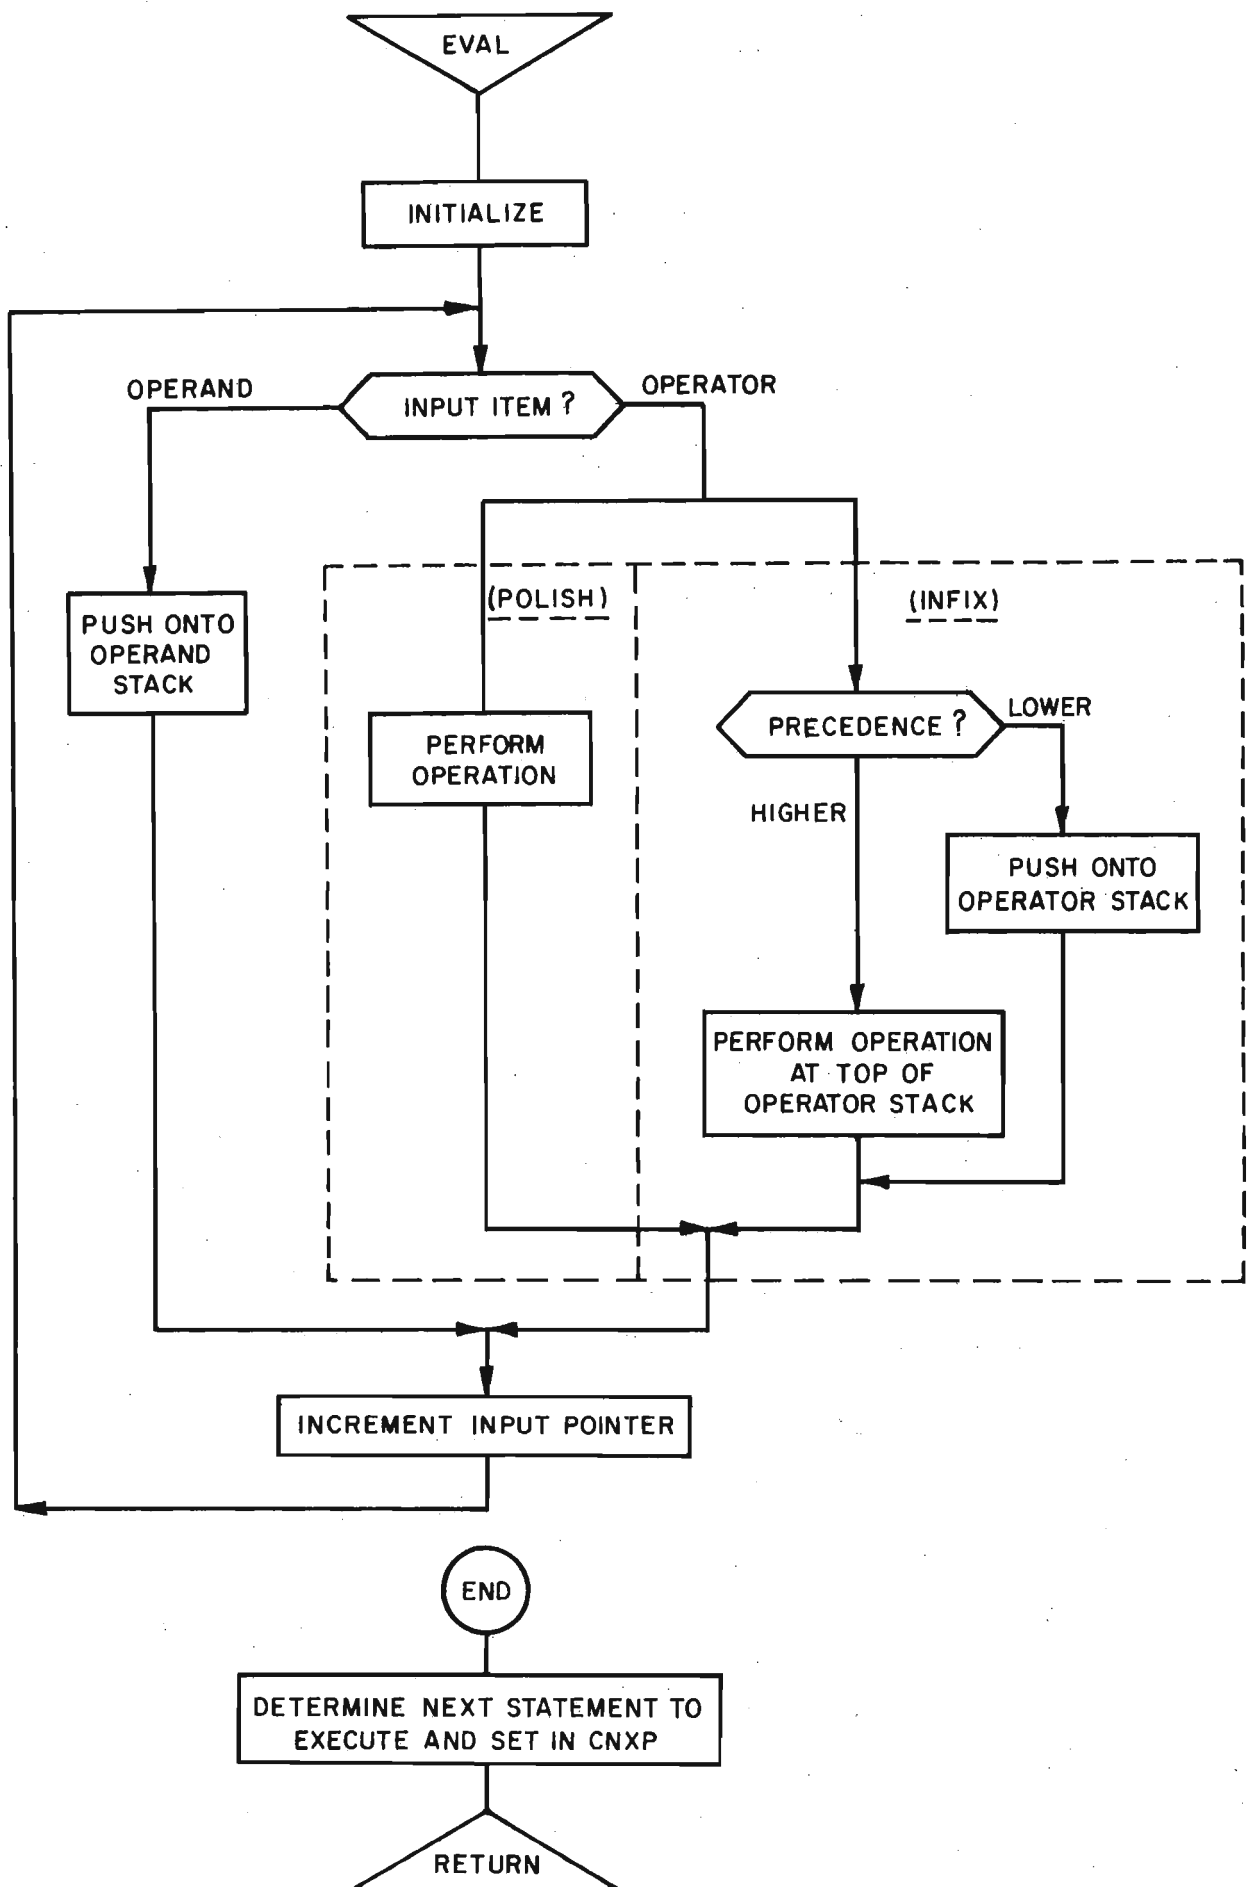 EVAL
INITIALIZE
OPERAND
INPUT ITEM ?
OPERATOR
(POLISH)
(INFIX)
PUSH ONTO
OPERAND
STACK
PERFORM
OPERATION
PRECEDENCE ?
LOWER
HIGHER
PUSH ONTO
OPERATOR STACK
PERFORM OPERATION
AT TOP OF
OPERATOR STACK
INCREMENT INPUT POINTER
END
DETERMINE NEXT STATEMENT TO
EXECUTE AND SET IN CNXP
RETURN